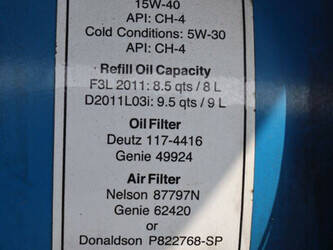 15W-40
API: CH-4
Cold Conditions: 5W-30
API: CH-4
Refill Oil Capacity
F3L 2011: 8.5 qts / 8 L
D2011L03i: 9.5 qts / 9 L
Oil Filter
Deutz 117-4416
Genie 49924
Air Filter
Nelson 87797N
Genie 62420
or
Donaldson P822768-SP